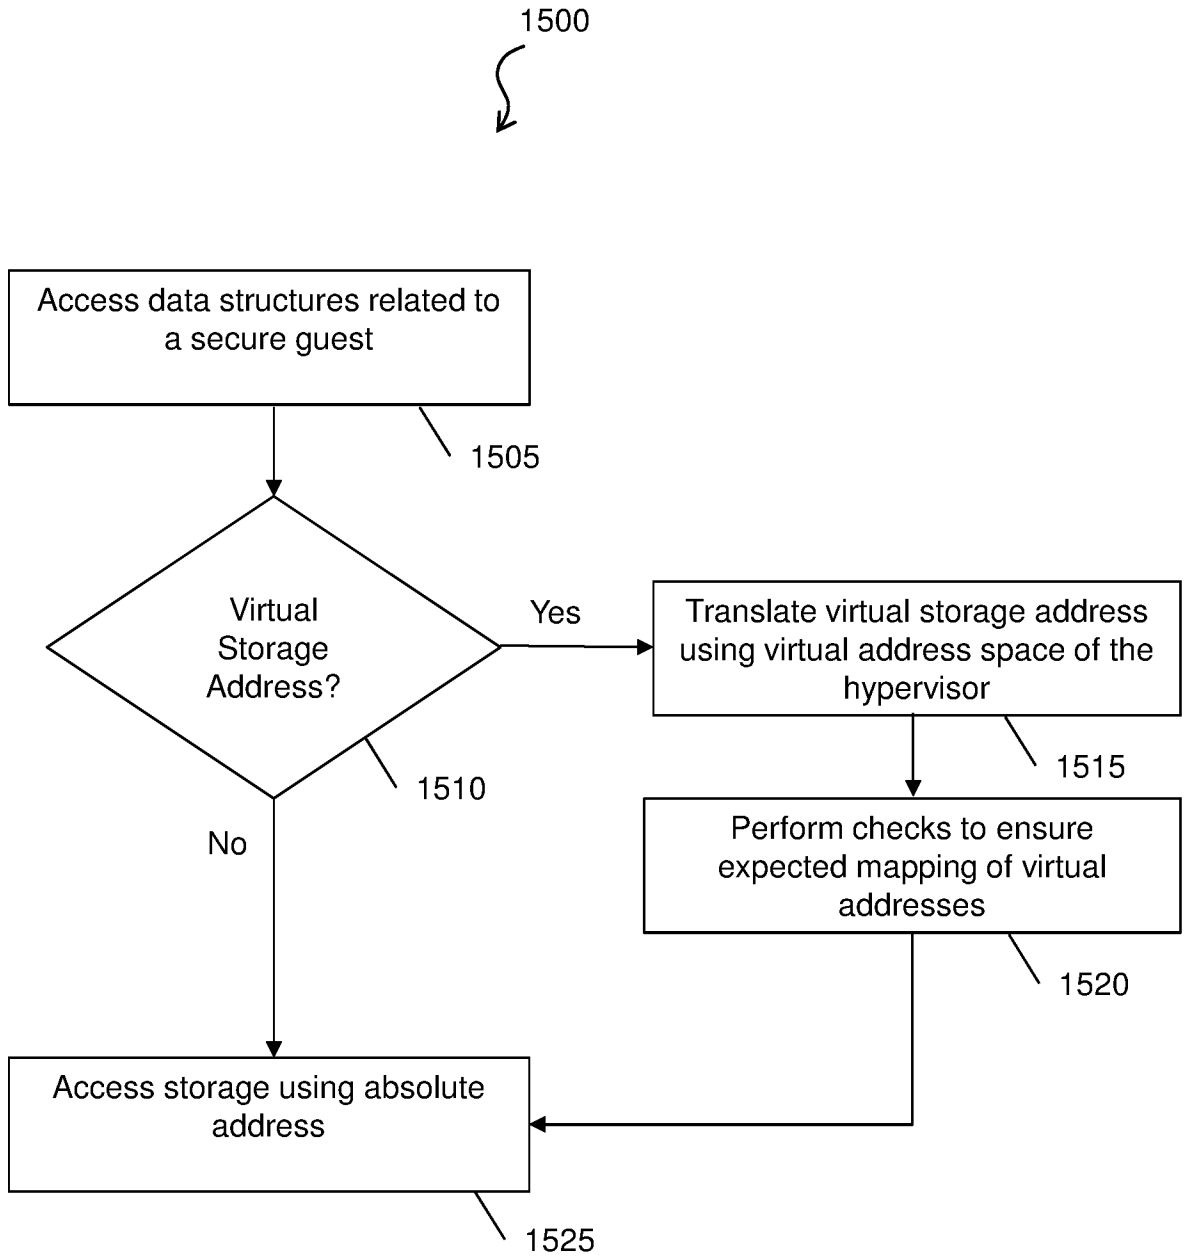 1500
Access data structures related to
a secure guest
1505
Virtual
Storage
Address?
1510
Yes
Translate virtual storage address
using virtual address space of the
hypervisor
1515
Perform checks to ensure
expected mapping of virtual
addresses
1520
No
Access storage using absolute
address
1525